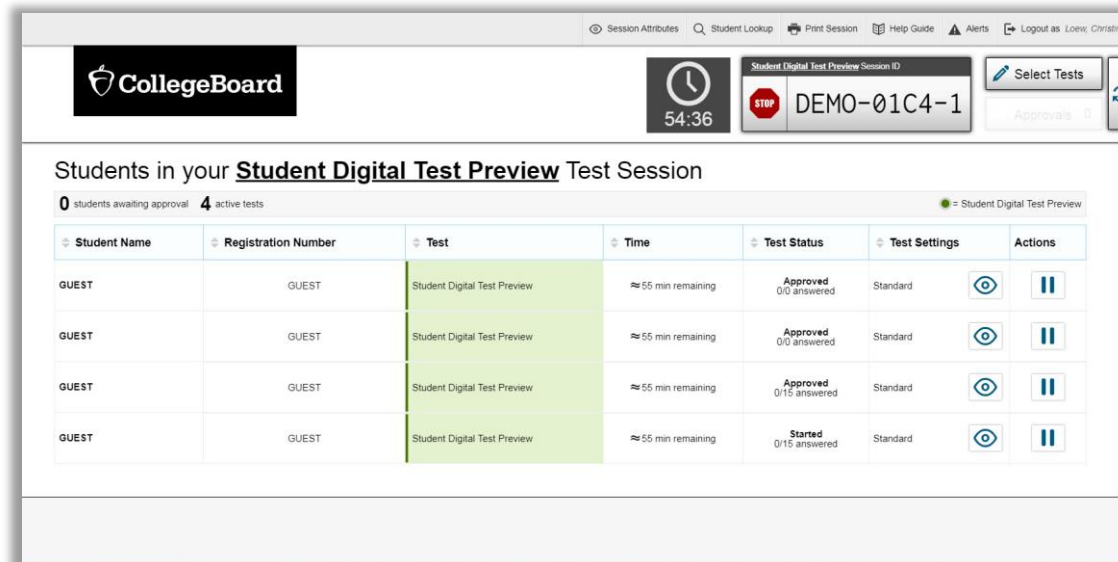 Session Attributes Student Lookup Print Session Help Guide Alerts Logout as Loew, Christi
CollegeBoard
54:36
Student Digital Test Preview Session ID
STOP
DEMO-01C4-1
Select Tests
Approvals 0
Students in your Student Digital Test Preview Test Session
0 students awaiting approval 4 active tests = Student Digital Test Preview
Student Name Registration Number Test Time Test Status Test Settings Actions
GUEST GUEST Student Digital Test Preview ≈55 min remaining Approved Standard
0/0 answered
GUEST GUEST Student Digital Test Preview ≈55 min remaining Approved Standard
0/0 answered
GUEST GUEST Student Digital Test Preview ≈55 min remaining Approved Standard
0/15 answered
GUEST GUEST Student Digital Test Preview ≈55 min remaining Started Standard
0/15 answered